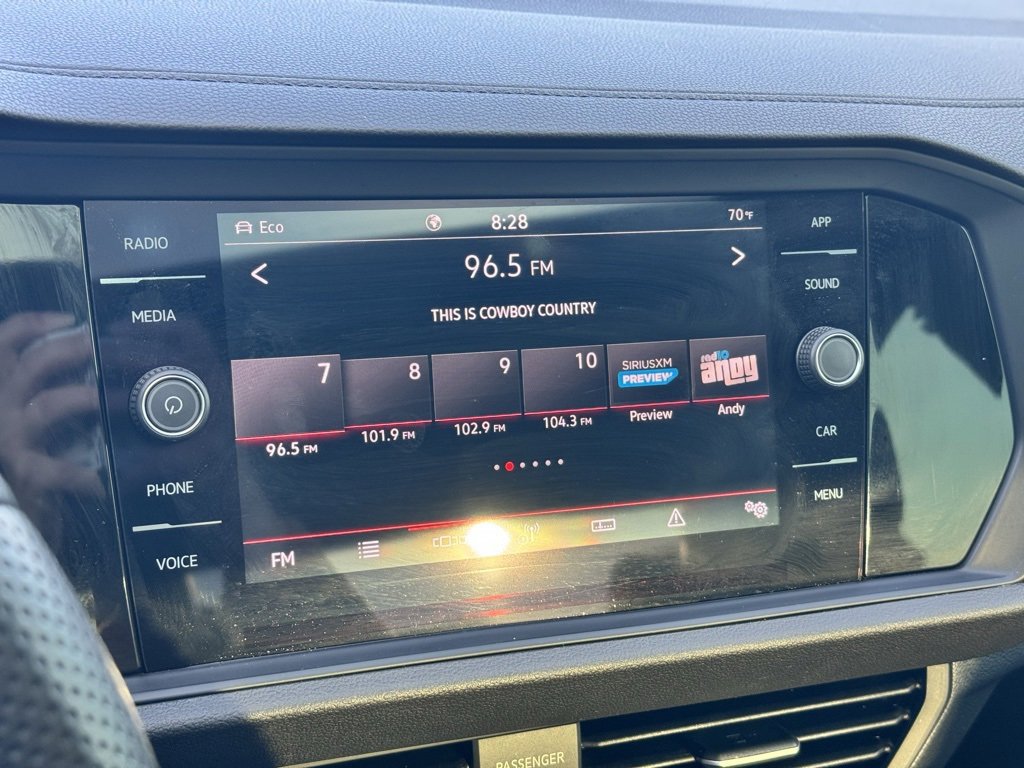 Eco 8:28 70°F
RADIO
MEDIA
PHONE
VOICE
96.5 FM
THIS IS COWBOY COUNTRY
7 8 9 10 SIRIUSXM PREVIEW radio andy
96.5 FM 101.9 FM 102.9 FM 104.3 FM Preview Andy
FM
APP
SOUND
CAR
MENU
PASSENGER